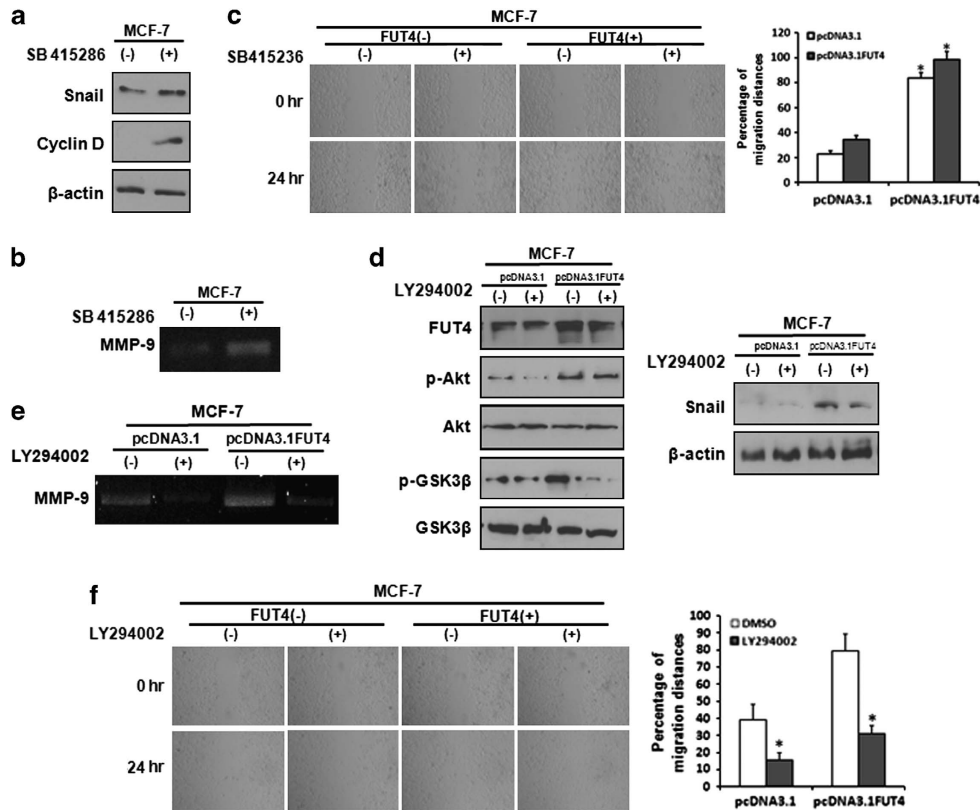 a
MCF-7
SB 415286 (-) (+)
Snail
Cyclin D
β-actin
b
MCF-7
SB 415286 (-) (+)
MMP-9
c
MCF-7
FUT4(-) FUT4(+)
SB415236 (-) (+) (-) (+)
0 hr
24 hr
Percentage of
migration distances
120
100
80
60
40
20
0
pcDNA3.1
pcDNA3.1FUT4
* *
pcDNA3.1 pcDNA3.1FUT4
d
MCF-7
pcDNA3.1 pcDNA3.1FUT4
LY294002 (-) (+) (-) (+)
FUT4
p-Akt
Akt
p-GSK3β
GSK3β
MCF-7
pcDNA3.1 pcDNA3.1FUT4
LY294002 (-) (+) (-) (+)
Snail
β-actin
e
MCF-7
pcDNA3.1 pcDNA3.1FUT4
LY294002 (-) (+) (-) (+)
MMP-9
f
MCF-7
FUT4(-) FUT4(+)
LY294002 (-) (+) (-) (+)
0 hr
24 hr
Percentage of
migration distances
100
90
80
70
60
50
40
30
20
10
0
DMSO
LY294002
* *
pcDNA3.1 pcDNA3.1FUT4